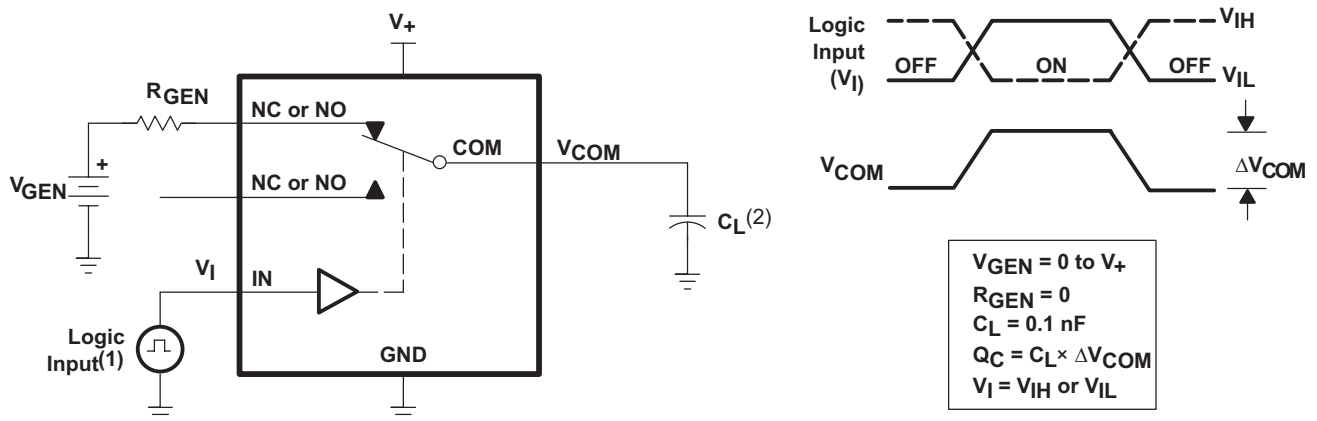 V+
RGEN
NC or NO
COM
VCOM
+
VGEN
NC or NO
CL(2)
VI
IN
Logic
Input(1)
GND
Logic
Input
(VI)
OFF
ON
OFF
VIH
VIL
VCOM
ΔVCOM
VGEN = 0 to V+
RGEN = 0
CL = 0.1 nF
QC = CL× ΔVCOM
VI = VIH or VIL